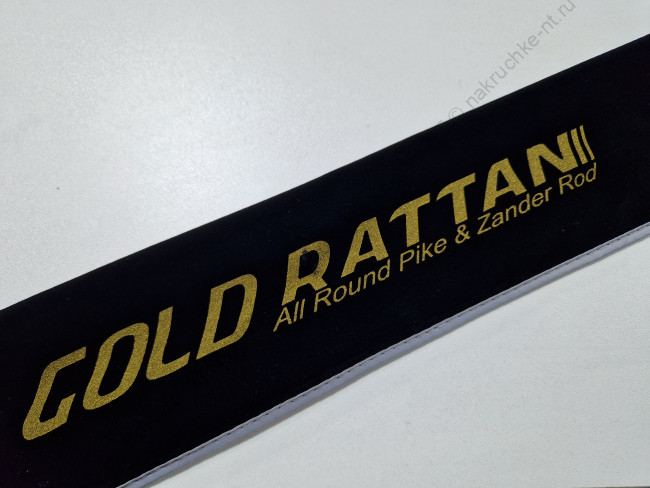 GOLD RATTAN
All Round Pike & Zander Rod
© nakruchke-nt.ru